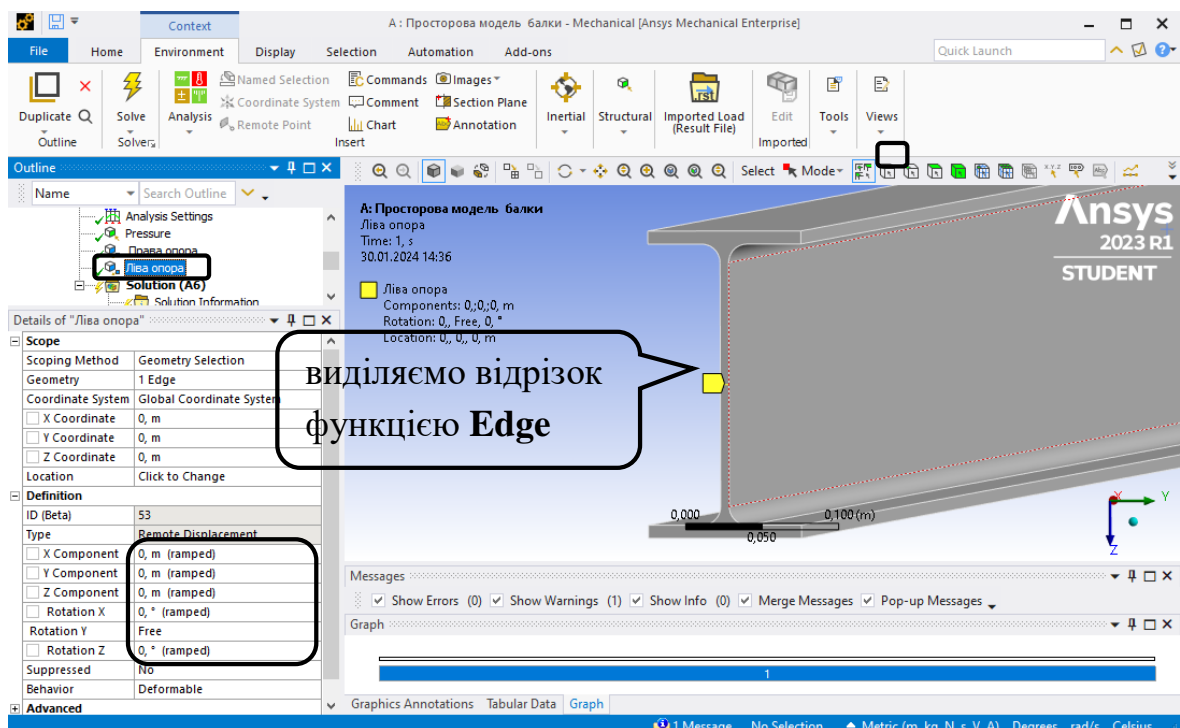 Context
А : Просторова модель балки - Mechanical [Ansys Mechanical Enterprise]
File Home Environment Display Selection Automation Add-ons Quick Launch
Duplicate
Outline
Solve
Solvers
Analysis
Named Selection
Coordinate System
Remote Point
Commands
Comment
Chart
Images
Section Plane
Annotation
Insert
Inertial
Structural
Imported Load
(Result File)
.rst
Edit
Imported
Tools
Views
Outline
Name Search Outline
Select Mode
Analysis Settings
Pressure
Права опора
Ліва опора
Solution (A6)
Solution Information
Details of "Ліва опора"
Scope
Scoping Method Geometry Selection
Geometry 1 Edge
Coordinate System Global Coordinate System
X Coordinate 0, m
Y Coordinate 0, m
Z Coordinate 0, m
Location Click to Change
Definition
ID (Beta) 53
Type Remote Displacement
X Component 0, m (ramped)
Y Component 0, m (ramped)
Z Component 0, m (ramped)
Rotation X 0, ° (ramped)
Rotation Y Free
Rotation Z 0, ° (ramped)
Suppressed No
Behavior Deformable
Advanced
А: Просторова модель балки
Ліва опора
Time: 1, s
30.01.2024 14:36
Ліва опора
Components: 0,;0,;0, m
Rotation: 0,, Free, 0, °
Location: 0,, 0,, 0, m
виділяємо відрізок
функцією Edge
Ansys
2023 R1
STUDENT
0,000 0,100 (m)
0,050
X
Y
Z
Messages
Show Errors (0) Show Warnings (1) Show Info (0) Merge Messages Pop-up Messages
Graph
1
Graphics Annotations Tabular Data Graph
1 Message No Selection Metric (m, kg, N, s, V, A) Degrees rad/s Celsius